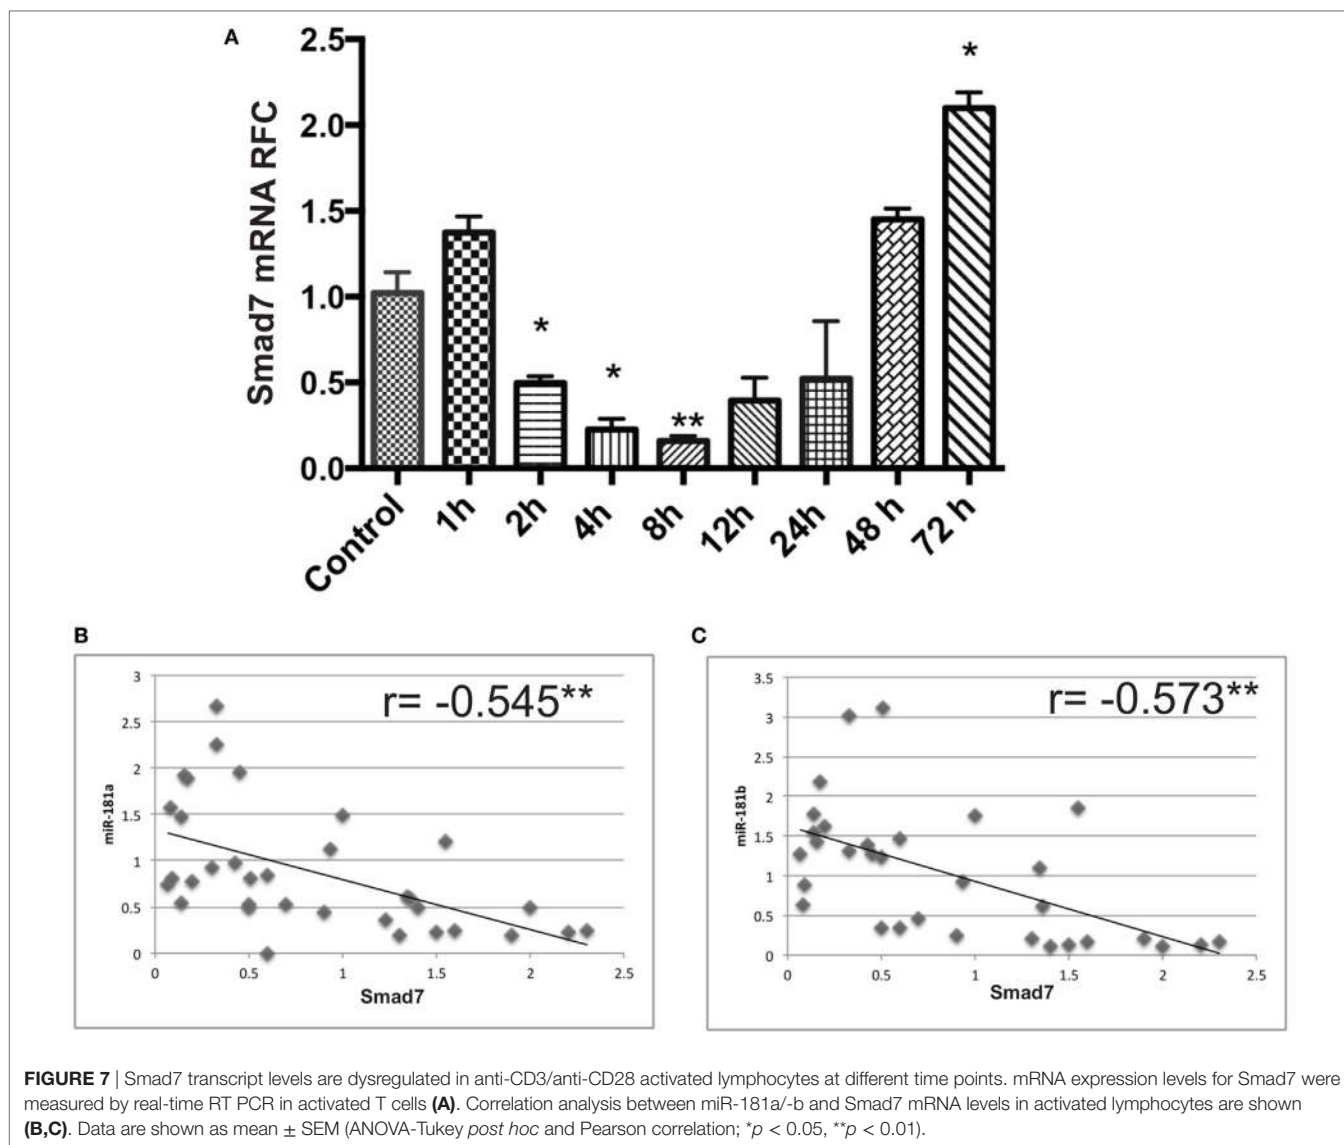 A
Smad7 mRNA RFC
2.5
2.0
1.5
1.0
0.5
0.0
*
*
**
*
Control
1h
2h
4h
8h
12h
24h
48 h
72 h
B
r= -0.545**
miR-181a
3
2.5
2
1.5
1
0.5
0
0
0.5
1
1.5
2
2.5
Smad7
C
r= -0.573**
miR-181b
3.5
3
2.5
2
1.5
1
0.5
0
0
0.5
1
1.5
2
2.5
Smad7
FIGURE 7 | Smad7 transcript levels are dysregulated in anti-CD3/anti-CD28 activated lymphocytes at different time points. mRNA expression levels for Smad7 were
measured by real-time RT PCR in activated T cells (A). Correlation analysis between miR-181a/-b and Smad7 mRNA levels in activated lymphocytes are shown
(B,C). Data are shown as mean ± SEM (ANOVA-Tukey post hoc and Pearson correlation; *p < 0.05, **p < 0.01).